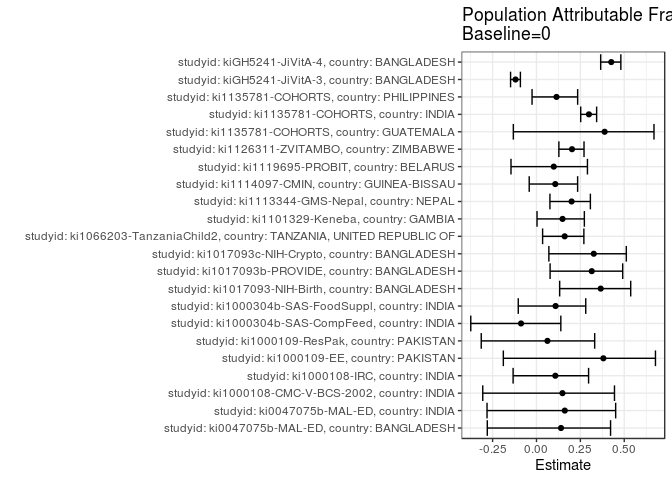 Population Attributable Fra
Baseline=0
studyid: kiGH5241-JiVitA-4, country: BANGLADESH
studyid: kiGH5241-JiVitA-3, country: BANGLADESH
studyid: ki1135781-COHORTS, country: PHILIPPINES
studyid: ki1135781-COHORTS, country: INDIA
studyid: ki1135781-COHORTS, country: GUATEMALA
studyid: ki1126311-ZVITAMBO, country: ZIMBABWE
studyid: ki1119695-PROBIT, country: BELARUS
studyid: ki1114097-CMIN, country: GUINEA-BISSAU
studyid: ki1113344-GMS-Nepal, country: NEPAL
studyid: ki1101329-Keneba, country: GAMBIA
studyid: ki1066203-TanzaniaChild2, country: TANZANIA, UNITED REPUBLIC OF
studyid: ki1017093c-NIH-Crypto, country: BANGLADESH
studyid: ki1017093b-PROVIDE, country: BANGLADESH
studyid: ki1017093-NIH-Birth, country: BANGLADESH
studyid: ki1000304b-SAS-FoodSuppl, country: INDIA
studyid: ki1000304b-SAS-CompFeed, country: INDIA
studyid: ki1000109-ResPak, country: PAKISTAN
studyid: ki1000109-EE, country: PAKISTAN
studyid: ki1000108-IRC, country: INDIA
studyid: ki1000108-CMC-V-BCS-2002, country: INDIA
studyid: ki0047075b-MAL-ED, country: INDIA
studyid: ki0047075b-MAL-ED, country: BANGLADESH
-0.25 0.00 0.25 0.50
Estimate